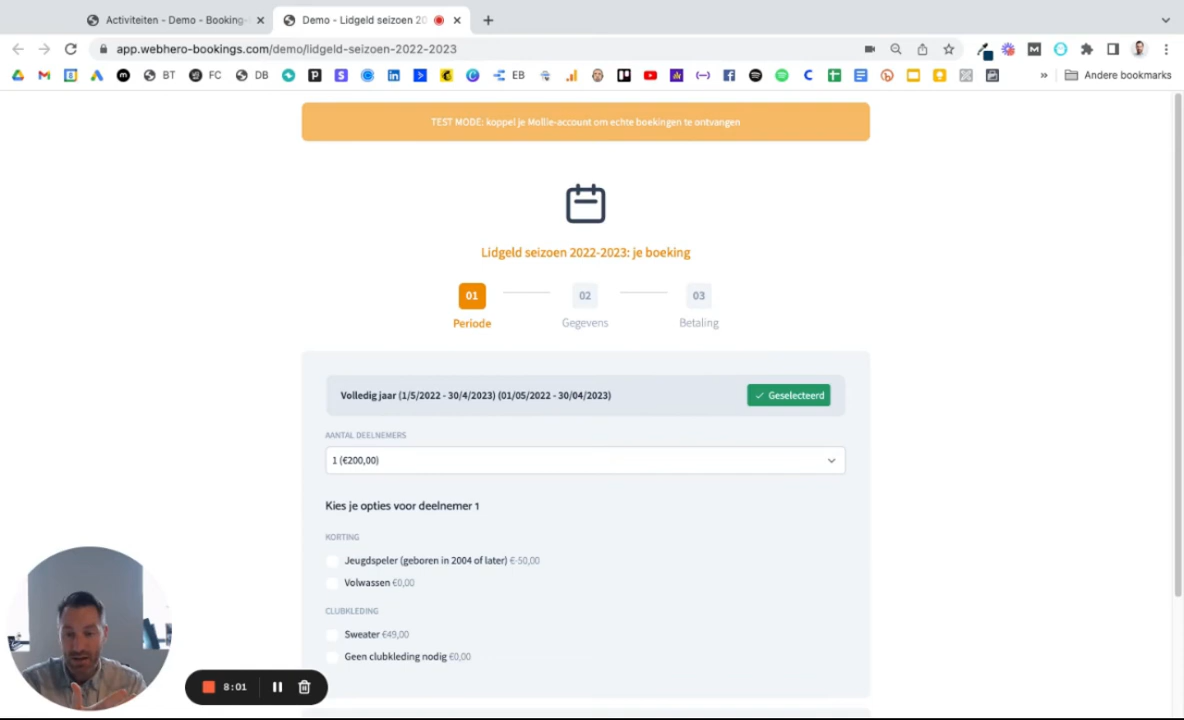 Activiteiten - Demo - Booking-
Demo - Lidgeld seizoen 20
app.webhero-bookings.com/demo/lidgeld-seizoen-2022-2023
BT
FC
DB
EB
»
Andere bookmarks
TEST MODE: koppel je Mollie-account om echte boekingen te ontvangen
Lidgeld seizoen 2022-2023: je boeking
01
02
03
Periode
Gegevens
Betaling
Volledig jaar (1/5/2022 - 30/4/2023) (01/05/2022 - 30/04/2023)
Geselecteerd
AANTAL DEELNEMERS
1 (€200,00)
Kies je opties voor deelnemer 1
KORTING
Jeugdspeler (geboren in 2004 of later) €-50,00
Volwassen €0,00
CLUBKLEDING
Sweater €49,00
Geen clubkleding nodig €0,00
8:01